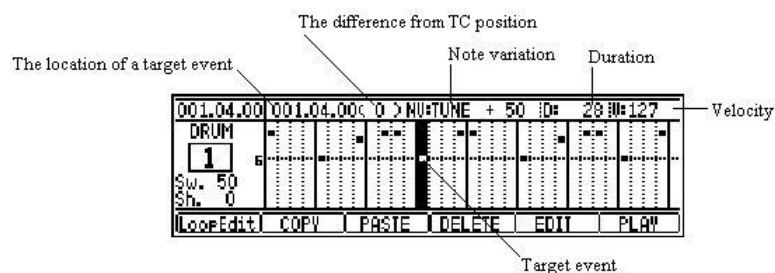 The difference from TC position
Note variation
Duration
The location of a target event
Velocity
001.04.00 001.04.00( 0 ) NV:TUNE + 50 D: 28 V:127
DRUM
1
6
Sw. 50
Sh. 0
LoopEdit COPY PASTE DELETE EDIT PLAY
Target event